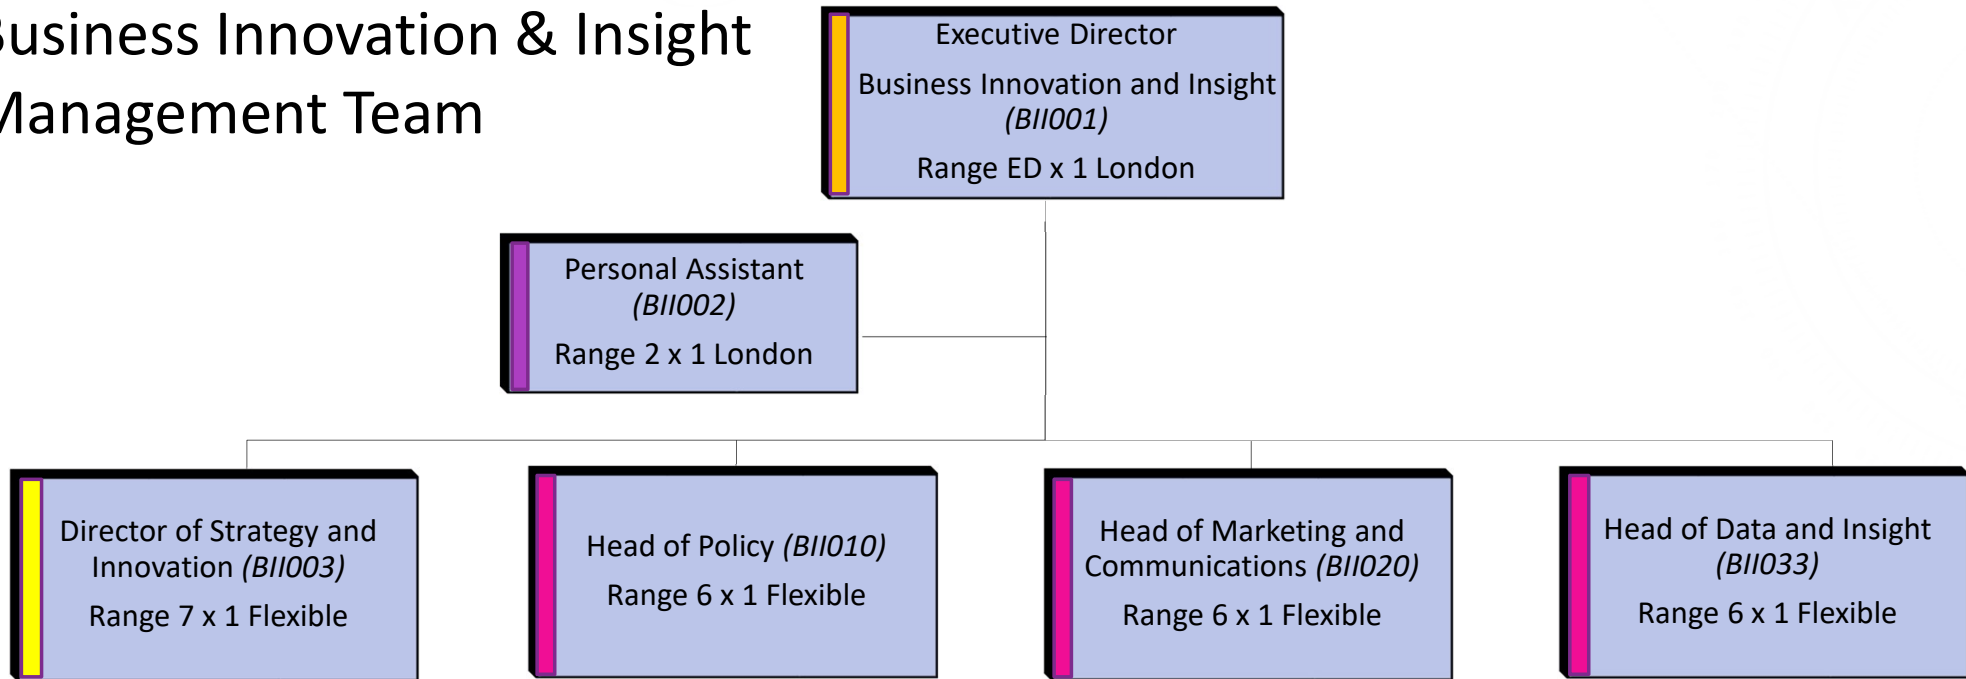 usiness Innovation & Insight
Management Team
Executive Director
Business Innovation and Insight
(BII001)
Range ED x 1 London
Personal Assistant
(BII002)
Range 2 x 1 London
Director of Strategy and
Innovation (BII003)
Range 7 x 1 Flexible
Head of Policy (BII010)
Range 6 x 1 Flexible
Head of Marketing and
Communications (BII020)
Range 6 x 1 Flexible
Head of Data and Insight
(BII033)
Range 6 x 1 Flexible